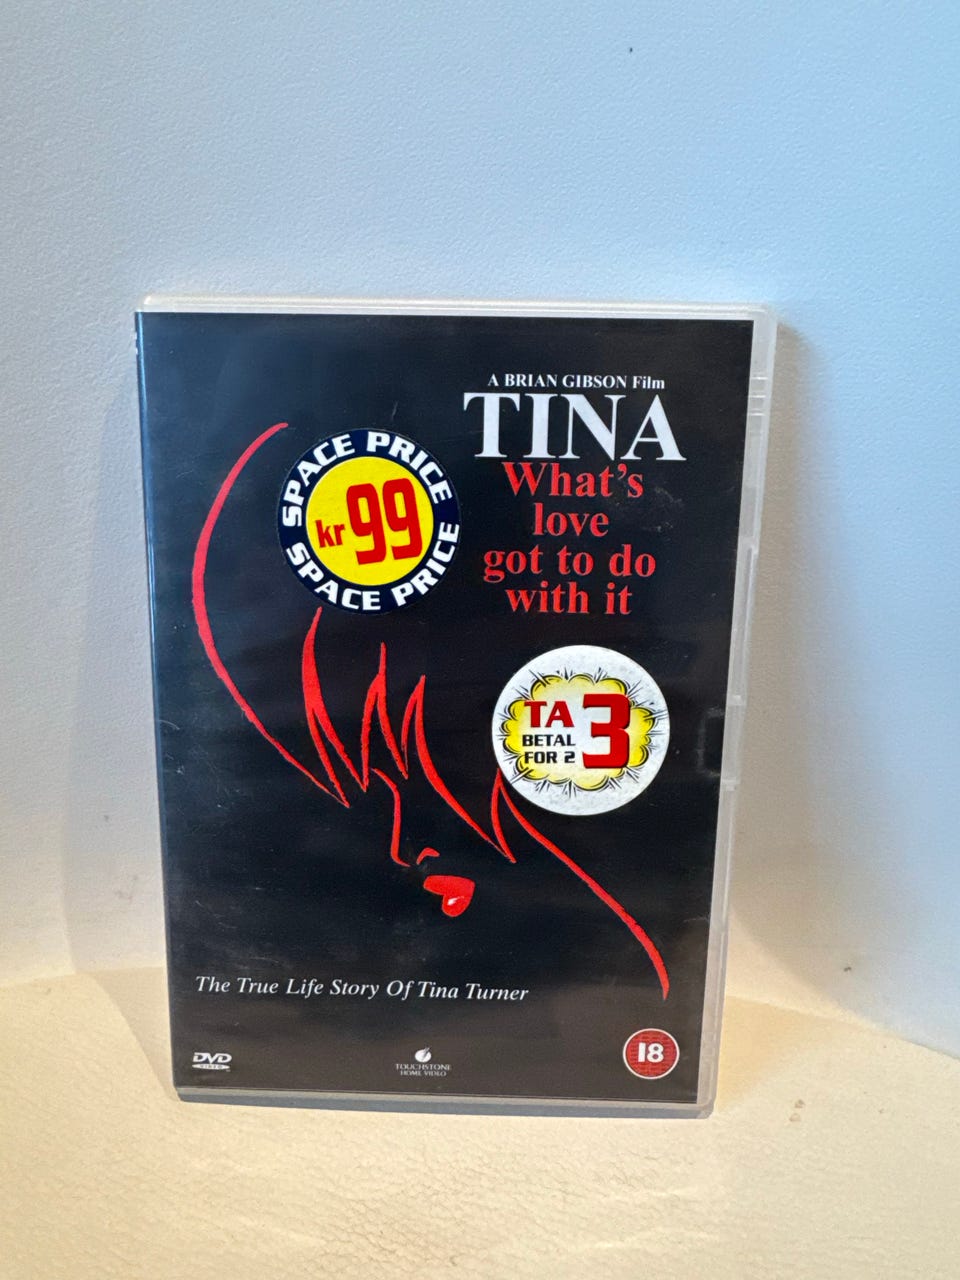 A BRIAN GIBSON Film
TINA
What's
love
got to do
with it
SPACE PRICE
kr 99
SPACE PRICE
TA 3
BETAL
FOR 2
The True Life Story Of Tina Turner
DVD
VIDEO
TOUCHSTONE
HOME VIDEO
18